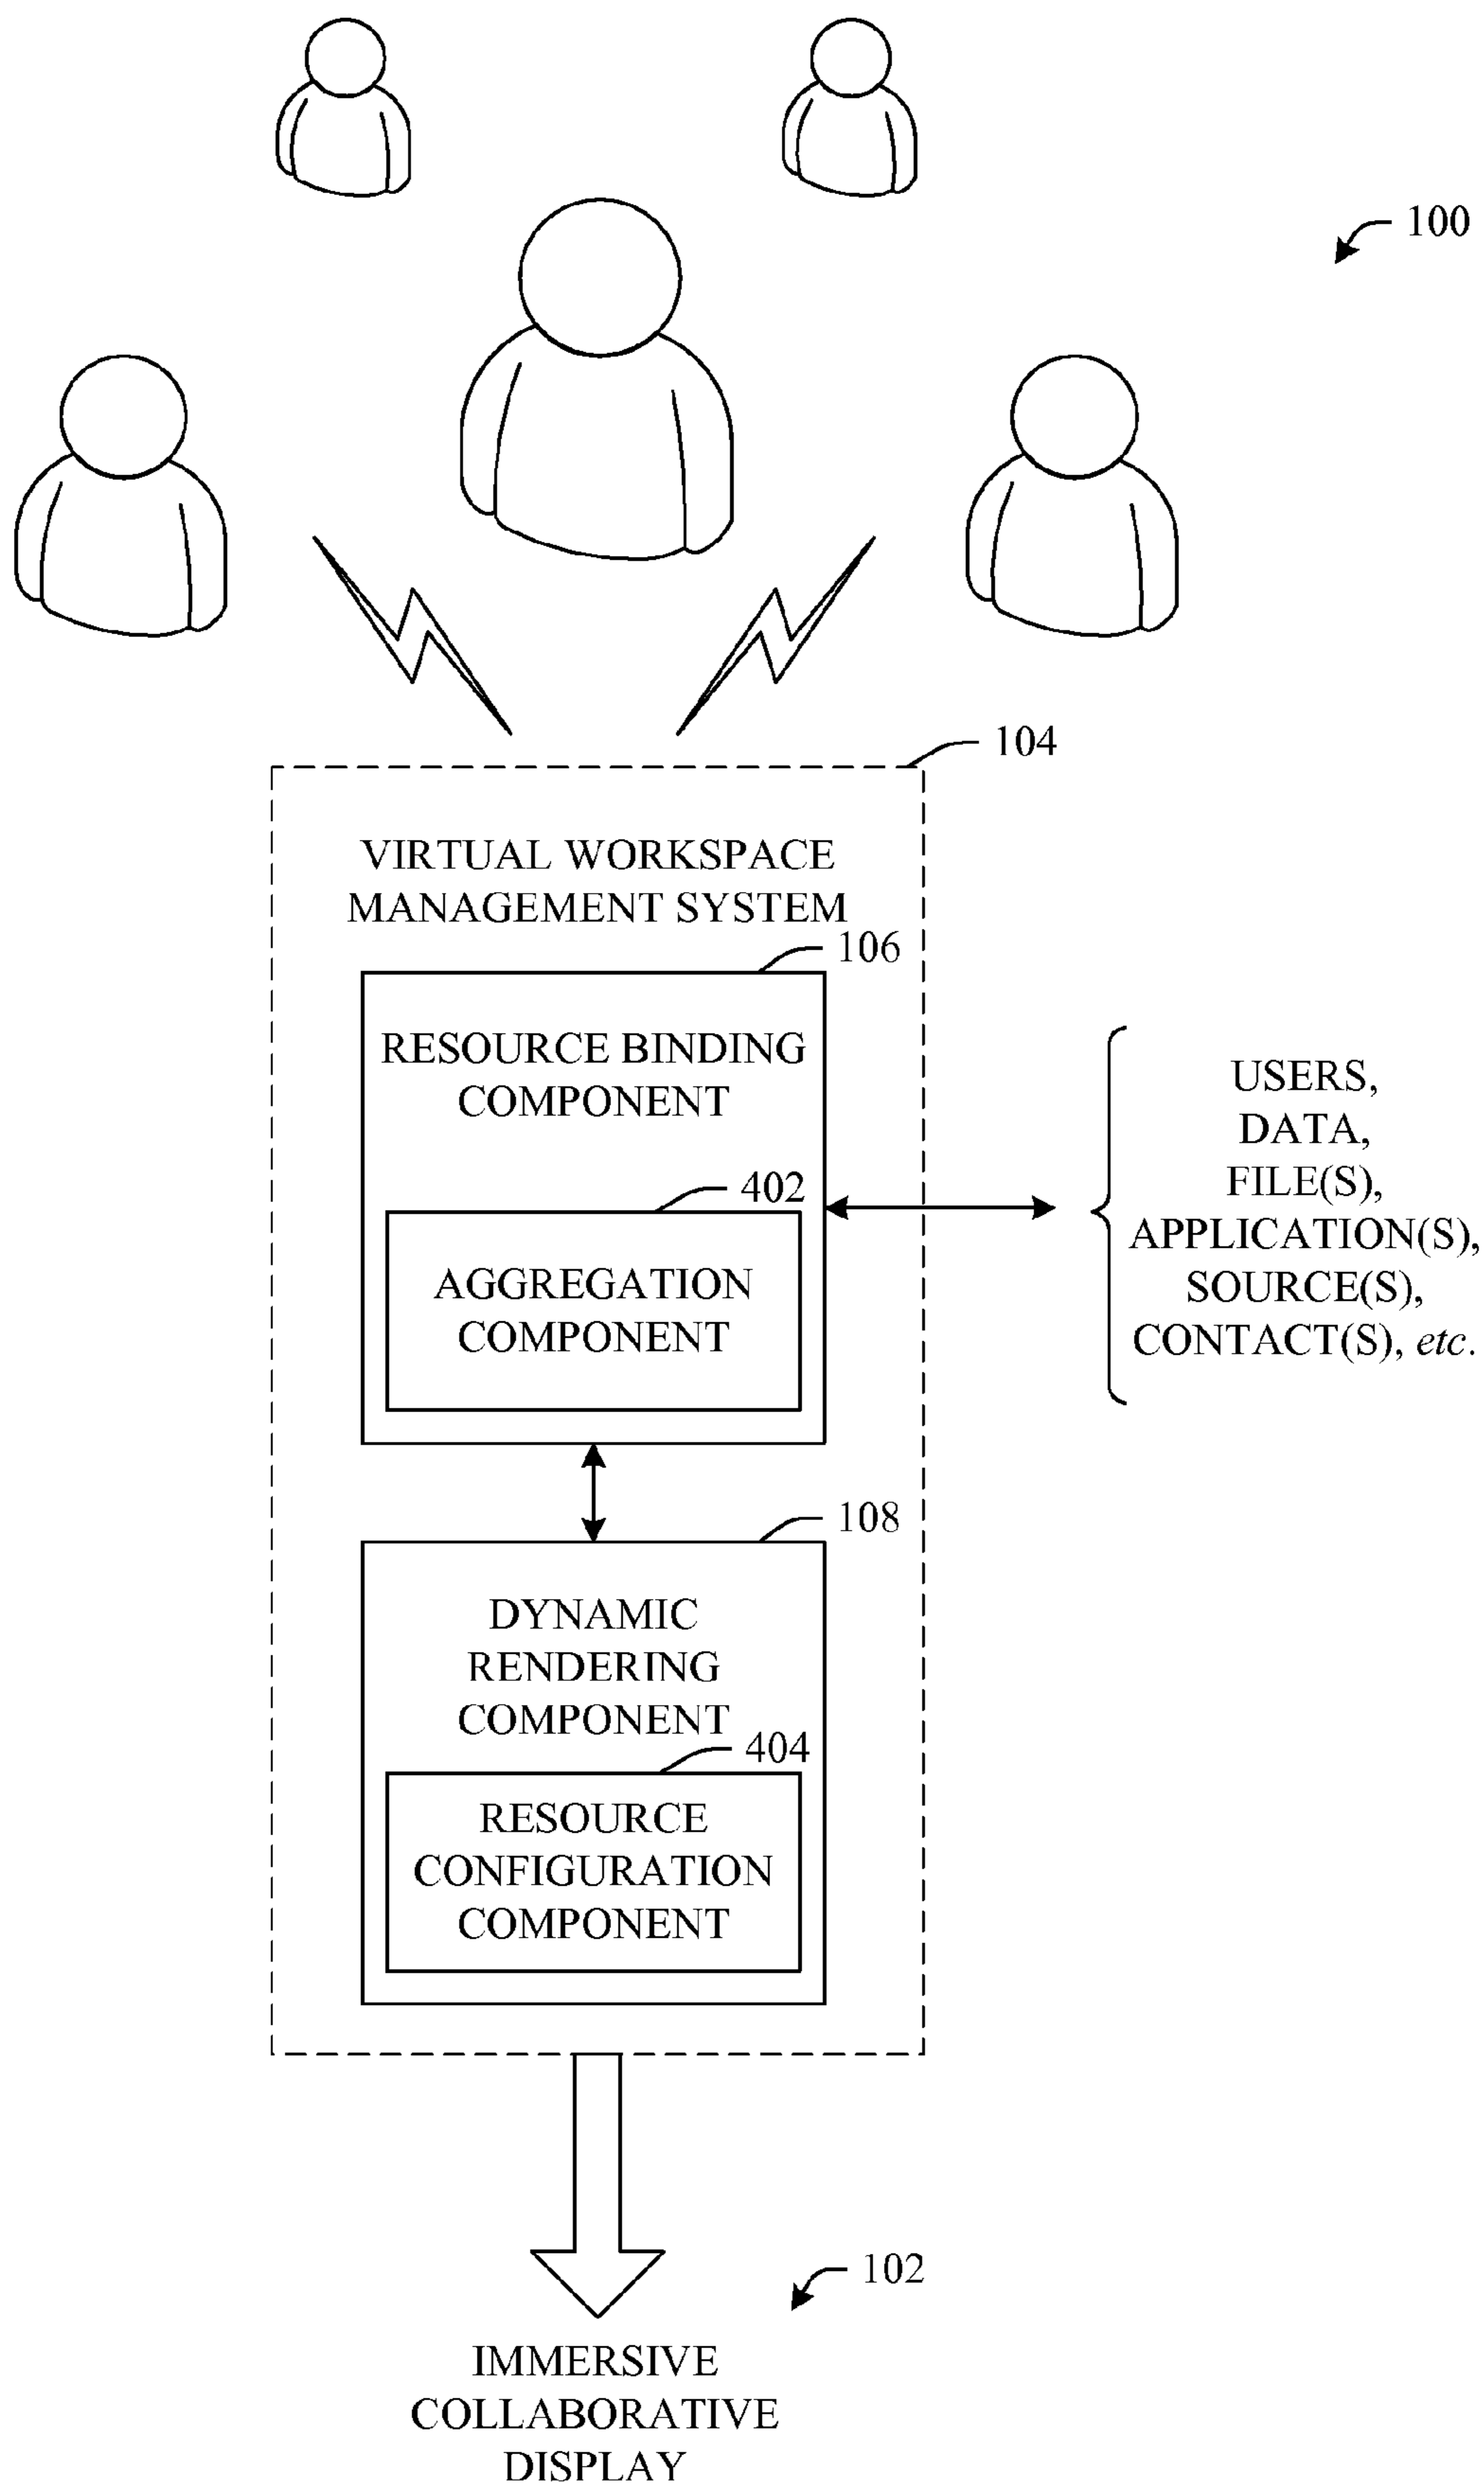 100
104
VIRTUAL WORKSPACE
MANAGEMENT SYSTEM
106
RESOURCE BINDING
COMPONENT
402
AGGREGATION
COMPONENT
USERS,
DATA,
FILE(S),
APPLICATION(S),
SOURCE(S),
CONTACT(S), etc.
108
DYNAMIC
RENDERING
COMPONENT
404
RESOURCE
CONFIGURATION
COMPONENT
102
IMMERSIVE
COLLABORATIVE
DISPLAY